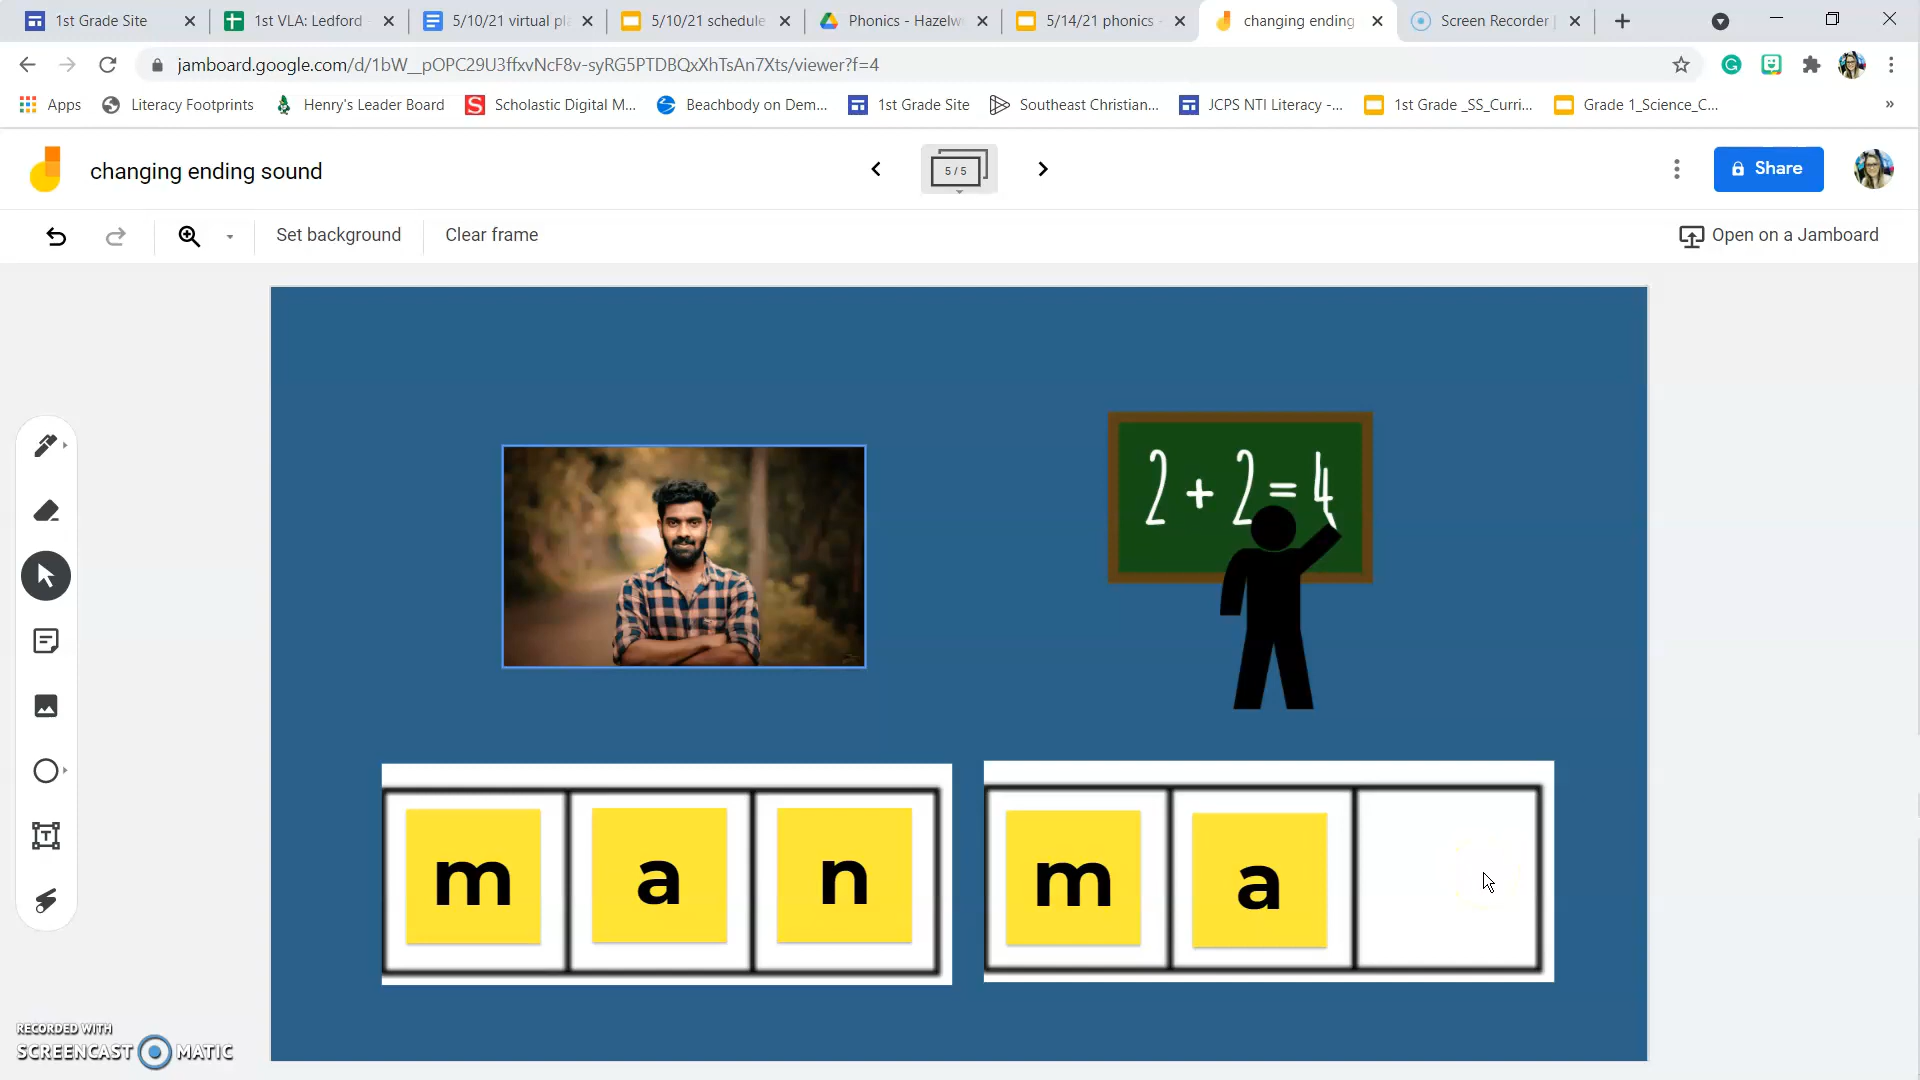 1st Grade Site
1st VLA: Ledford
5/10/21 virtual pl
5/10/21 schedule
Phonics - Hazelw
5/14/21 phonics -
changing ending
Screen Recorder |
jamboard.google.com/d/1bW__pOPC29U3ffxvNcF8v-syRG5PTDBQxXhTsAn7Xts/viewer?f=4
Apps
Literacy Footprints
Henry's Leader Board
Scholastic Digital M...
Beachbody on Dem...
1st Grade Site
Southeast Christian...
JCPS NTI Literacy -...
1st Grade _SS_Curri...
Grade 1_Science_C...
changing ending sound
5 / 5
Share
Set background
Clear frame
Open on a Jamboard
2 + 2 = 4
m a n
m a
RECORDED WITH
SCREENCAST MATIC